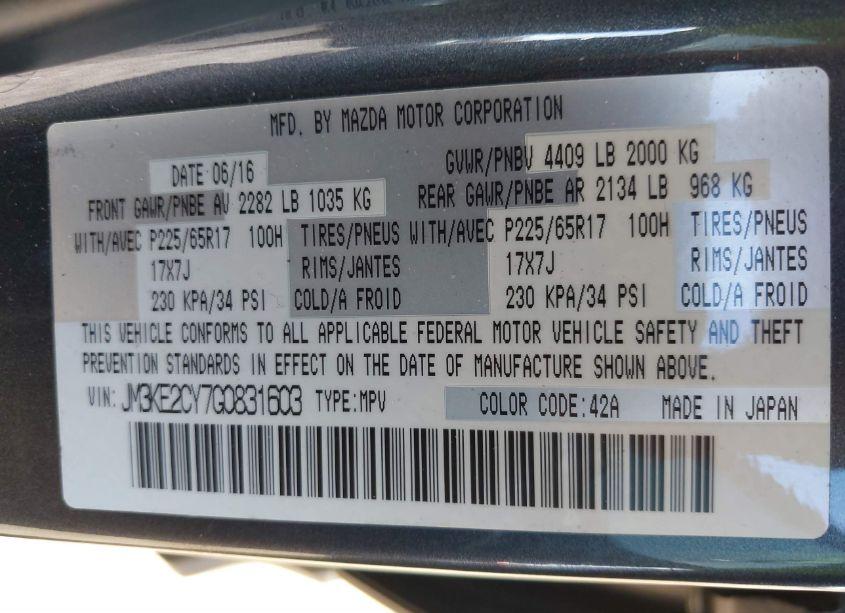 MFD. BY MAZDA MOTOR CORPORATION
DATE 06/16 GVWR/PNBV 4409 LB 2000 KG
FRONT GAWR/PNBE AV 2282 LB 1035 KG REAR GAWR/PNBE AR 2134 LB 968 KG
WITH/AVEC P225/65R17 100H TIRES/PNEUS WITH/AVEC P225/65R17 100H TIRES/PNEUS
17X7J RIMS/JANTES 17X7J RIMS/JANTES
230 KPA/34 PSI COLD/A FROID 230 KPA/34 PSI COLD/A FROID
THIS VEHICLE CONFORMS TO ALL APPLICABLE FEDERAL MOTOR VEHICLE SAFETY AND THEFT
PREVENTION STANDARDS IN EFFECT ON THE DATE OF MANUFACTURE SHOWN ABOVE.
VIN: JM3KE2CY7G0831603 TYPE:MPV COLOR CODE:42A MADE IN JAPAN